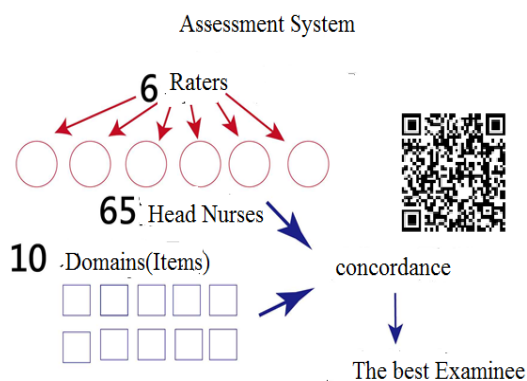 Assessment System
6 Raters
65 Head Nurses
10 Domains(Items)
concordance
The best Examinee